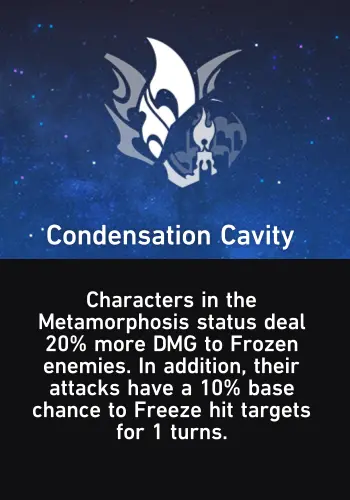 Condensation Cavity
Characters in the
Metamorphosis status deal
20% more DMG to Frozen
enemies. In addition, their
attacks have a 10% base
chance to Freeze hit targets
for 1 turns.